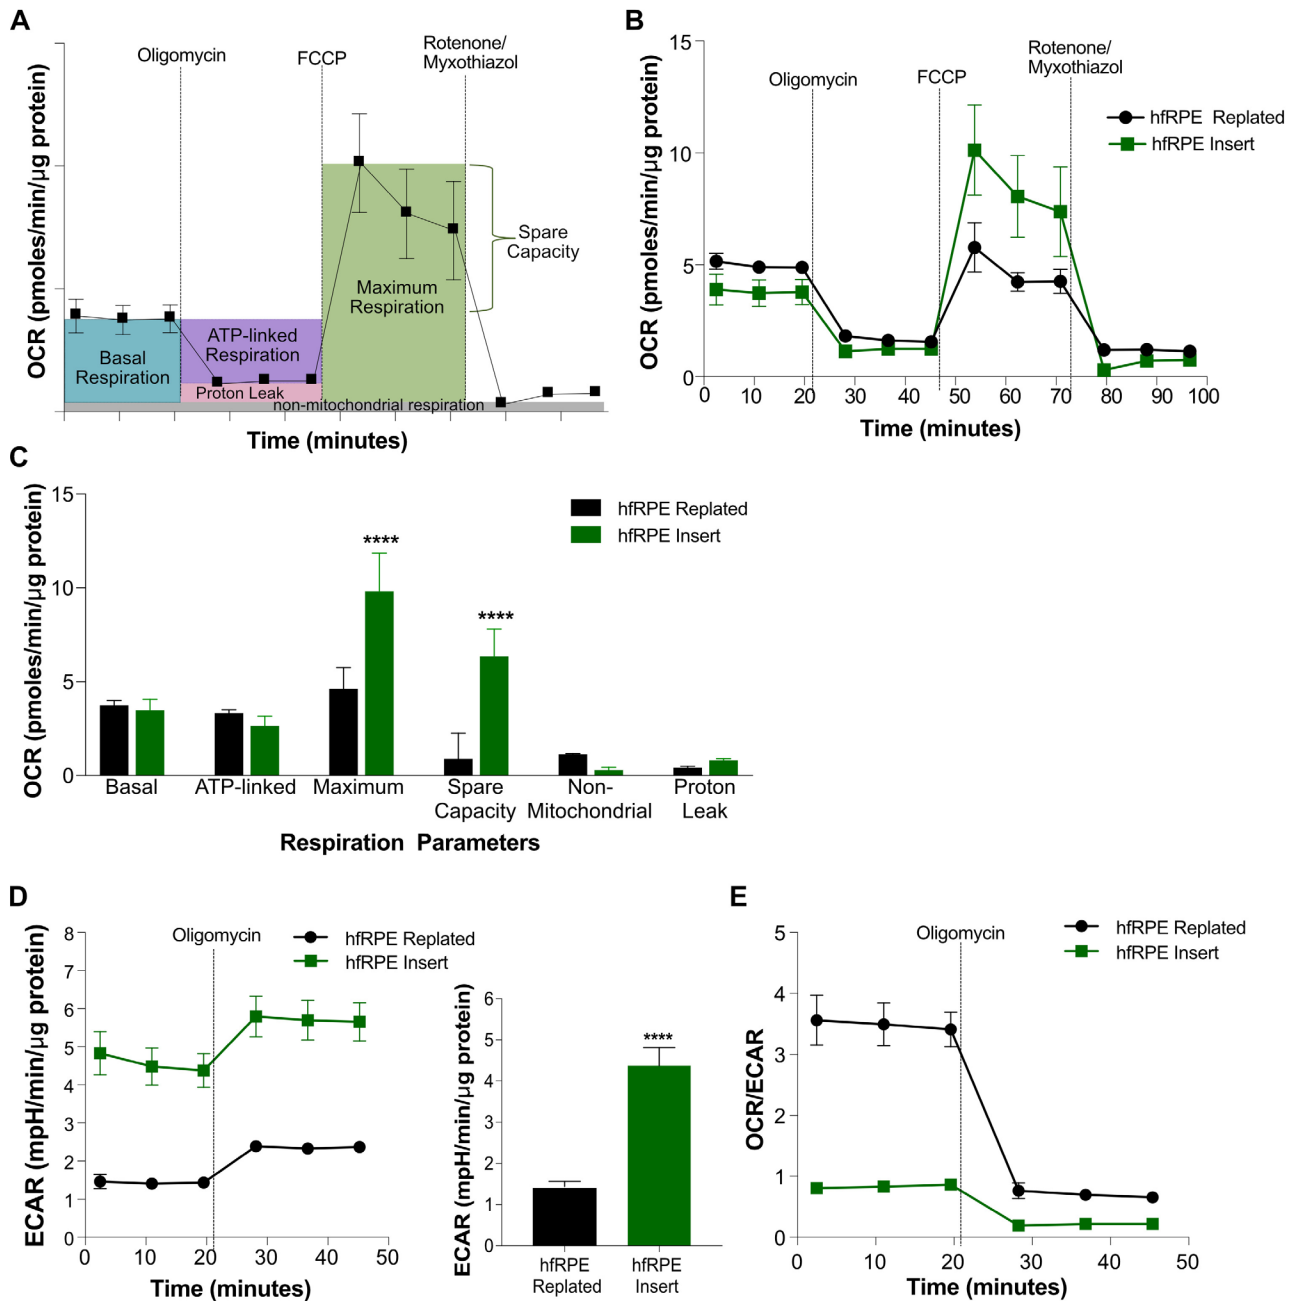 A
OCR (pmoles/min/µg protein)
Oligomycin
FCCP
Rotenone/
Myxothiazol
Spare
Capacity
Maximum
Respiration
ATP-linked
Respiration
Basal
Respiration
Proton Leak
non-mitochondrial respiration
Time (minutes)
B
OCR (pmoles/min/µg protein)
15
10
5
0
Oligomycin
FCCP
Rotenone/
Myxothiazol
hfRPE Replated
hfRPE Insert
0 10 20 30 40 50 60 70 80 90 100
Time (minutes)
C
OCR (pmoles/min/µg protein)
15
10
5
0
hfRPE Replated
hfRPE Insert
****
****
Basal
ATP-linked
Maximum
Spare
Capacity
Non-
Mitochondrial
Proton
Leak
Respiration Parameters
D
ECAR (mpH/min/µg protein)
8
7
6
5
4
3
2
1
0
Oligomycin
hfRPE Replated
hfRPE Insert
0 10 20 30 40 50
Time (minutes)
ECAR (mpH/min/µg protein)
6
5
4
3
2
1
0
****
hfRPE
Replated
hfRPE
Insert
E
OCR/ECAR
5
4
3
2
1
0
Oligomycin
hfRPE Replated
hfRPE Insert
0 10 20 30 40 50
Time (minutes)